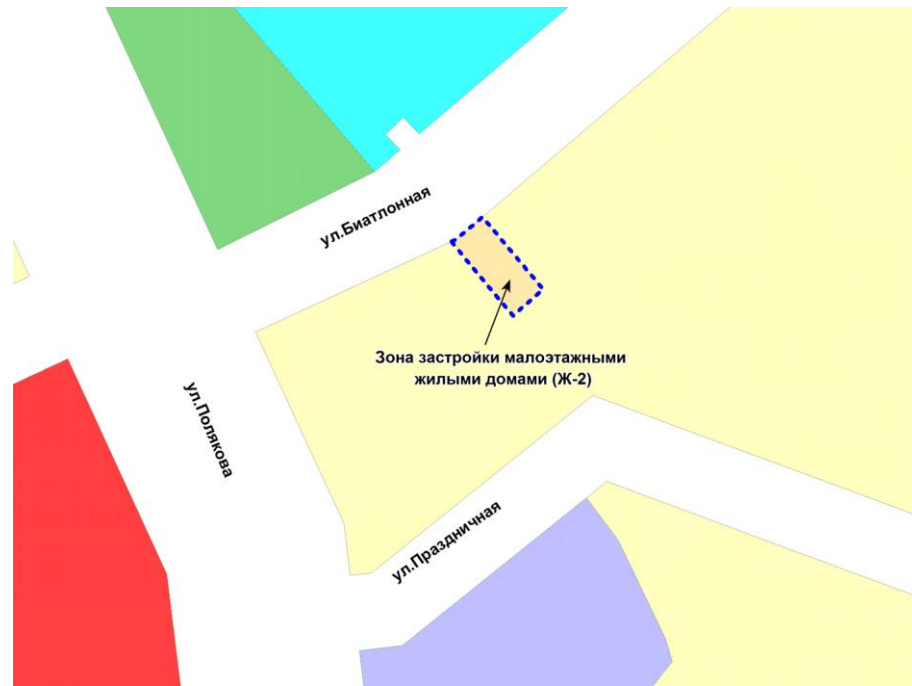 ул.Биатлонная
Зона застройки малоэтажными
жилыми домами (Ж-2)
ул.Полякова
ул.Праздничная